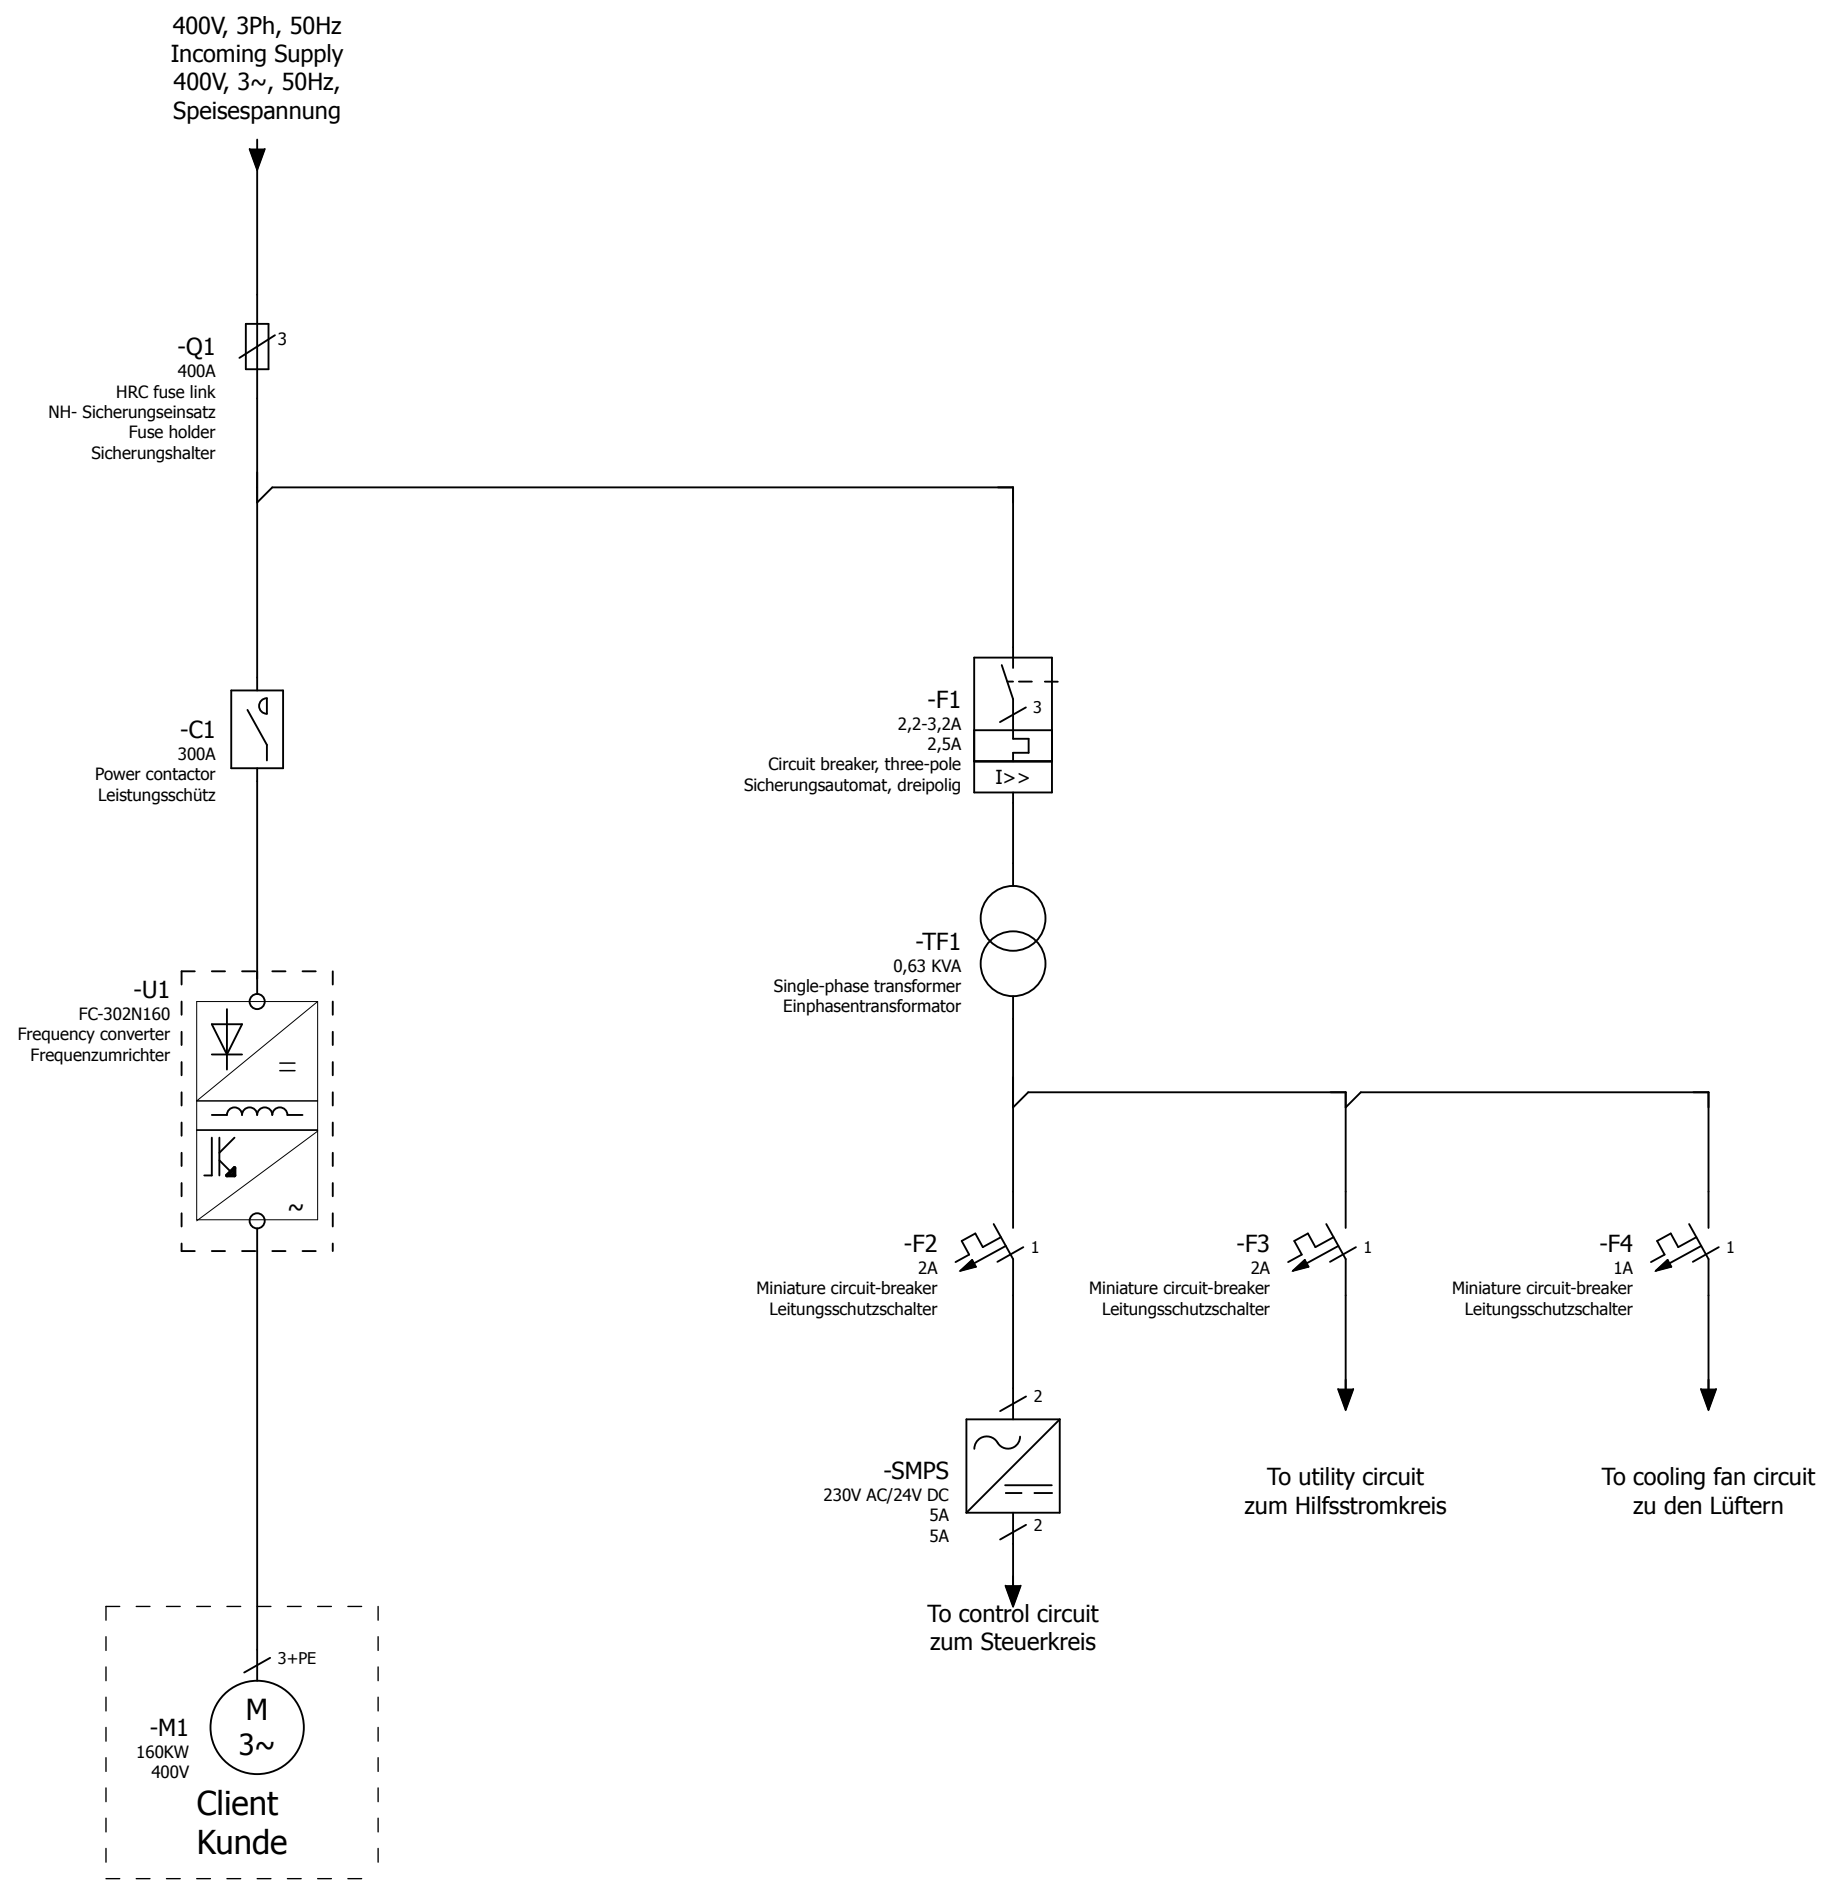 400V, 3Ph, 50Hz
Incoming Supply
400V, 3~, 50Hz,
Speisespannung
-Q1
3
400A
HRC fuse link
NH- Sicherungseinsatz
Fuse holder
Sicherungshalter
-C1
300A
Power contactor
Leistungsschütz
-F1
3
2,2-3,2A
2,5A
Circuit breaker, three-pole
Sicherungsautomat, dreipolig
I>>
-TF1
0,63 KVA
Single-phase transformer
Einphasentransformator
-U1
FC-302N160
Frequency converter
Frequenzumrichter
=
~
-F2
1
2A
Miniature circuit-breaker
Leitungsschutzschalter
-F3
1
2A
Miniature circuit-breaker
Leitungsschutzschalter
-F4
1
1A
Miniature circuit-breaker
Leitungsschutzschalter
2
-SMPS
230V AC/24V DC
5A
5A
2
To control circuit
zum Steuerkreis
To utility circuit
zum Hilfsstromkreis
To cooling fan circuit
zu den Lüftern
3+PE
M
3~
-M1
160KW
400V
Client
Kunde